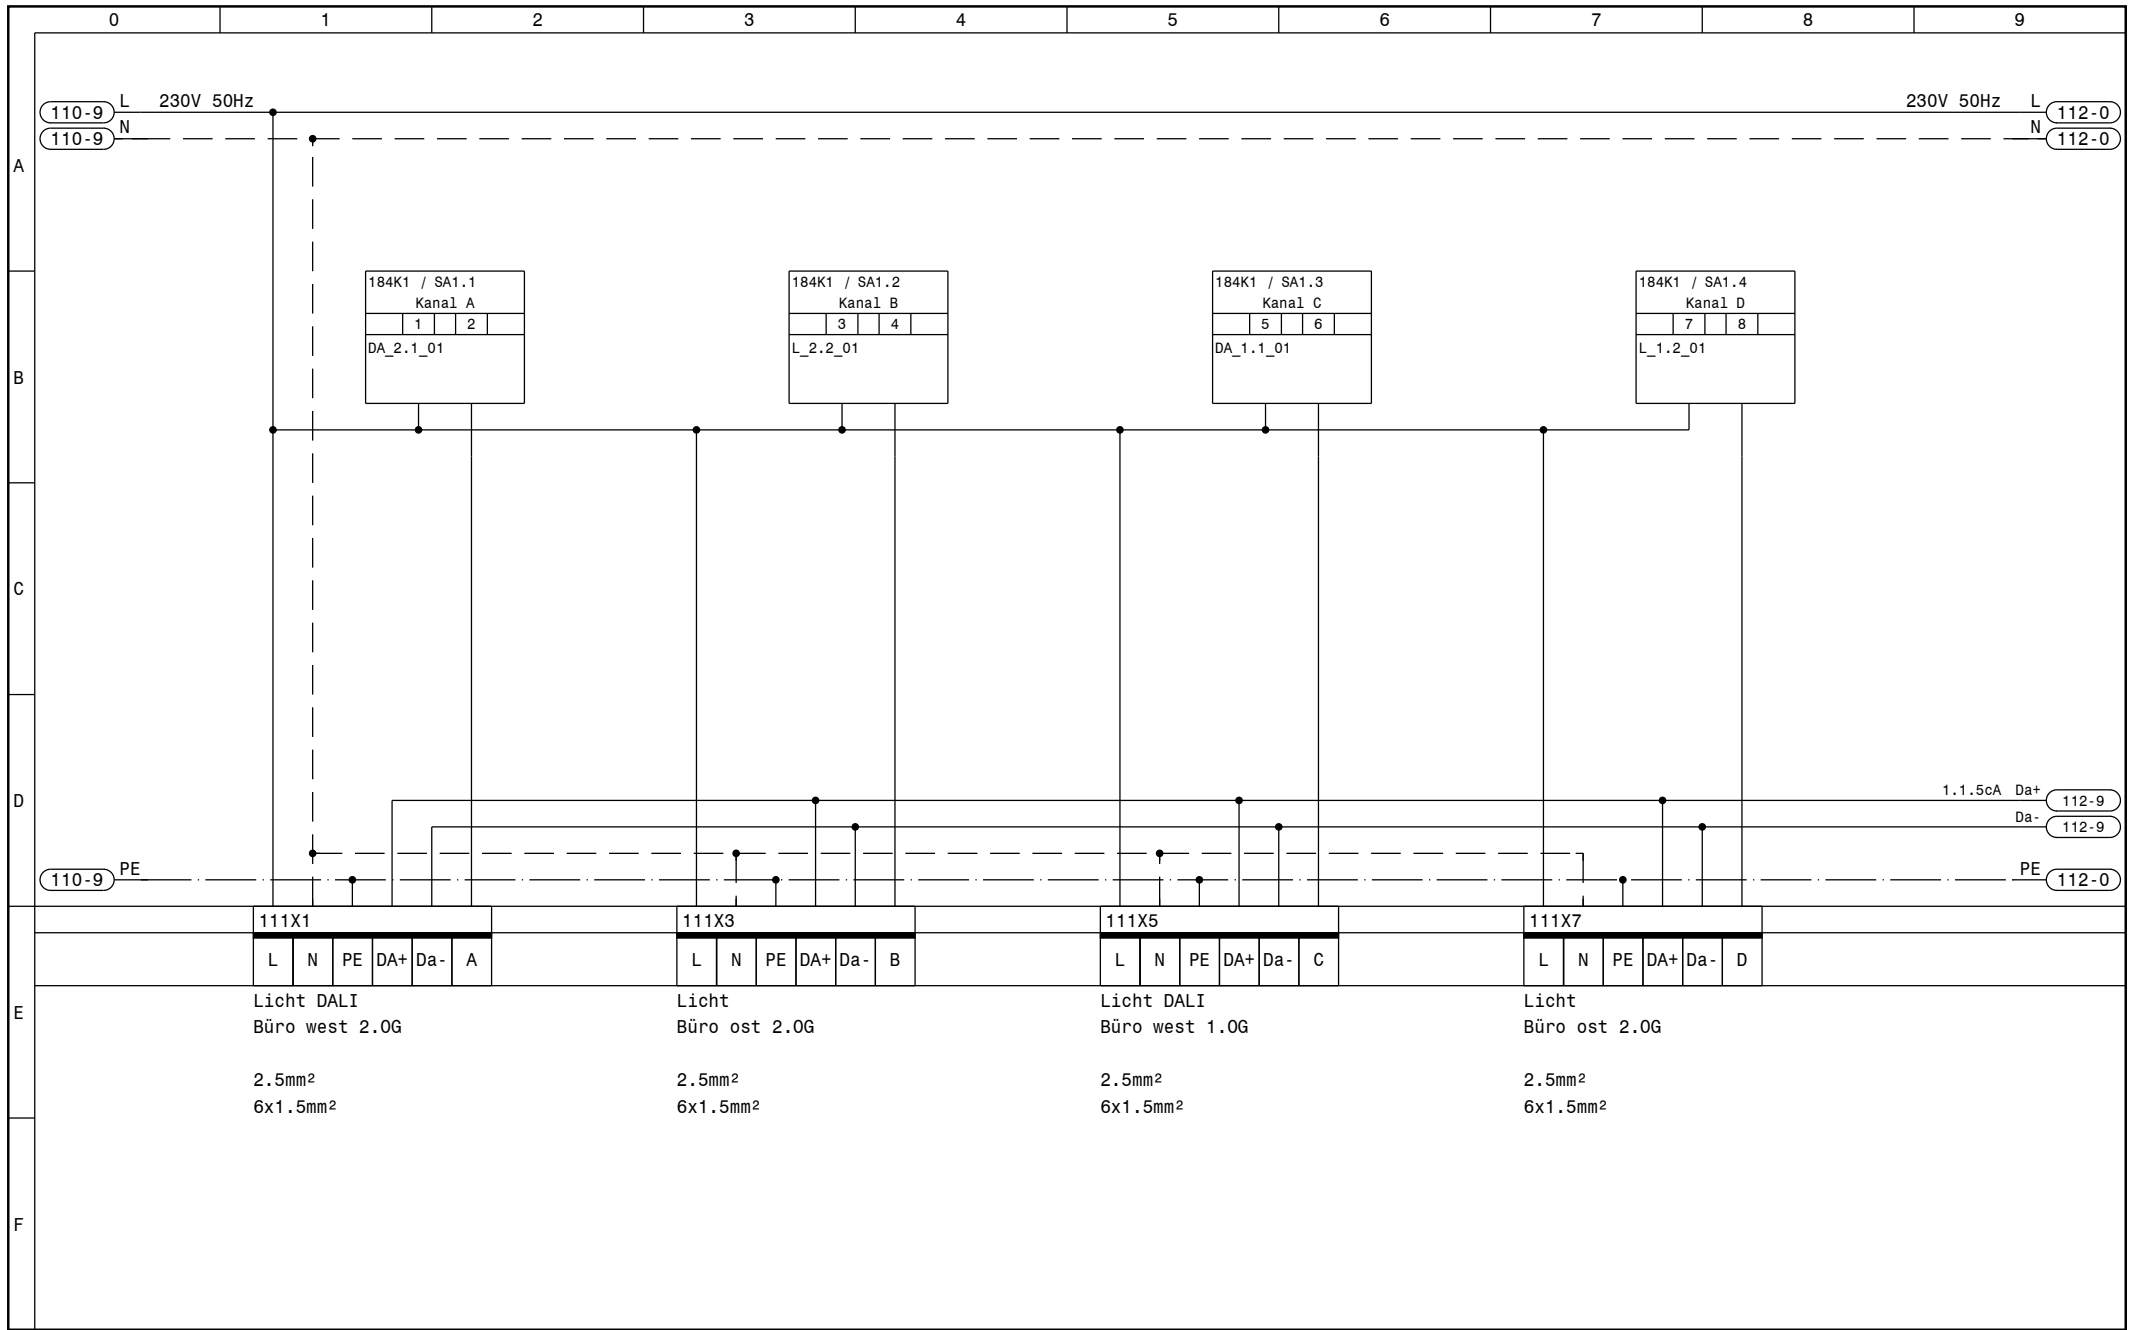 0 1 2 3 4 5 6 7 8 9
110-9 L 230V 50Hz 230V 50Hz L 112-0
110-9 N N 112-0
A
184K1 / SA1.1 184K1 / SA1.2 184K1 / SA1.3 184K1 / SA1.4
Kanal A Kanal B Kanal C Kanal D
1 2 3 4 5 6 7 8
DA_2.1_01 L_2.2_01 DA_1.1_01 L_1.2_01
B
C
D
1.1.5cA Da+ 112-9
Da- 112-9
110-9 PE PE 112-0
111X1 111X3 111X5 111X7
L N PE DA+ Da- A L N PE DA+ Da- B L N PE DA+ Da- C L N PE DA+ Da- D
Licht DALI Licht Licht DALI Licht
E
Büro west 2.OG Büro ost 2.OG Büro west 1.OG Büro ost 2.OG
2.5mm² 2.5mm² 2.5mm² 2.5mm²
6x1.5mm² 6x1.5mm² 6x1.5mm² 6x1.5mm²
F